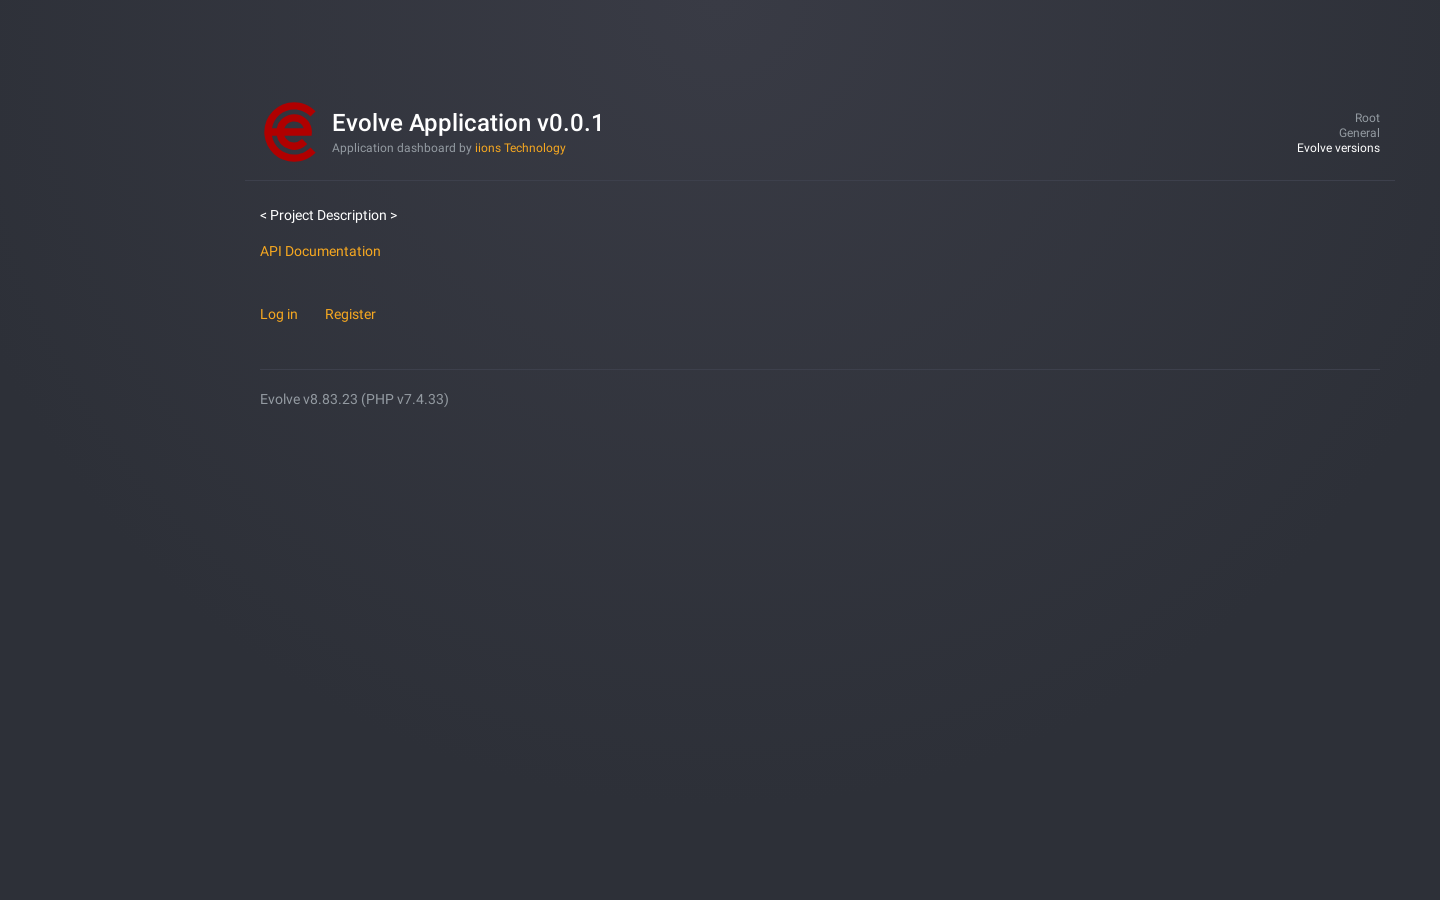 Evolve Application v0.0.1
Application dashboard by iions Technology
Root
General
Evolve versions
< Project Description >
API Documentation
Log in Register
Evolve v8.83.23 (PHP v7.4.33)